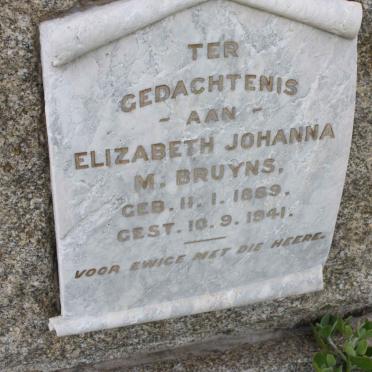 TER
GEDACHTENIS
- AAN -
ELIZABETH JOHANNA
M. BRUYNS,
GEB. 11. 1. 1869.
GEST. 10. 9. 1941.
VOOR EWIGE MET DIE HEERE.